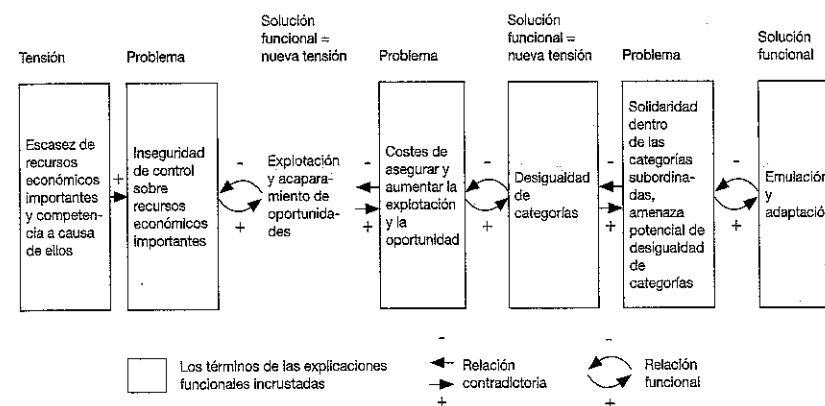 Tensión
Problema
Solución
funcional =
nueva tensión
Problema
Solución
funcional =
nueva tensión
Problema
Solución
funcional
Escasez de
recursos
económicos
importantes
y competen-
cia a causa
de ellos
+
Inseguridad
de control
sobre
recursos
económicos
importantes
-
+
Explotación
y acapara-
miento de
oportunida-
des
-
+
Costes de
asegurar y
aumentar la
explotación
y la
oportunidad
-
+
Desigualdad
de
categorías
-
+
Solidaridad
dentro
de las
categorías
subordina-
das,
amenaza
potencial de
desigualdad
de
categorías
-
+
Emulación
y
adaptació
Los términos de las explicaciones
funcionales incrustadas
-
Relación
contradictoria
+
-
Relación
funcional
+